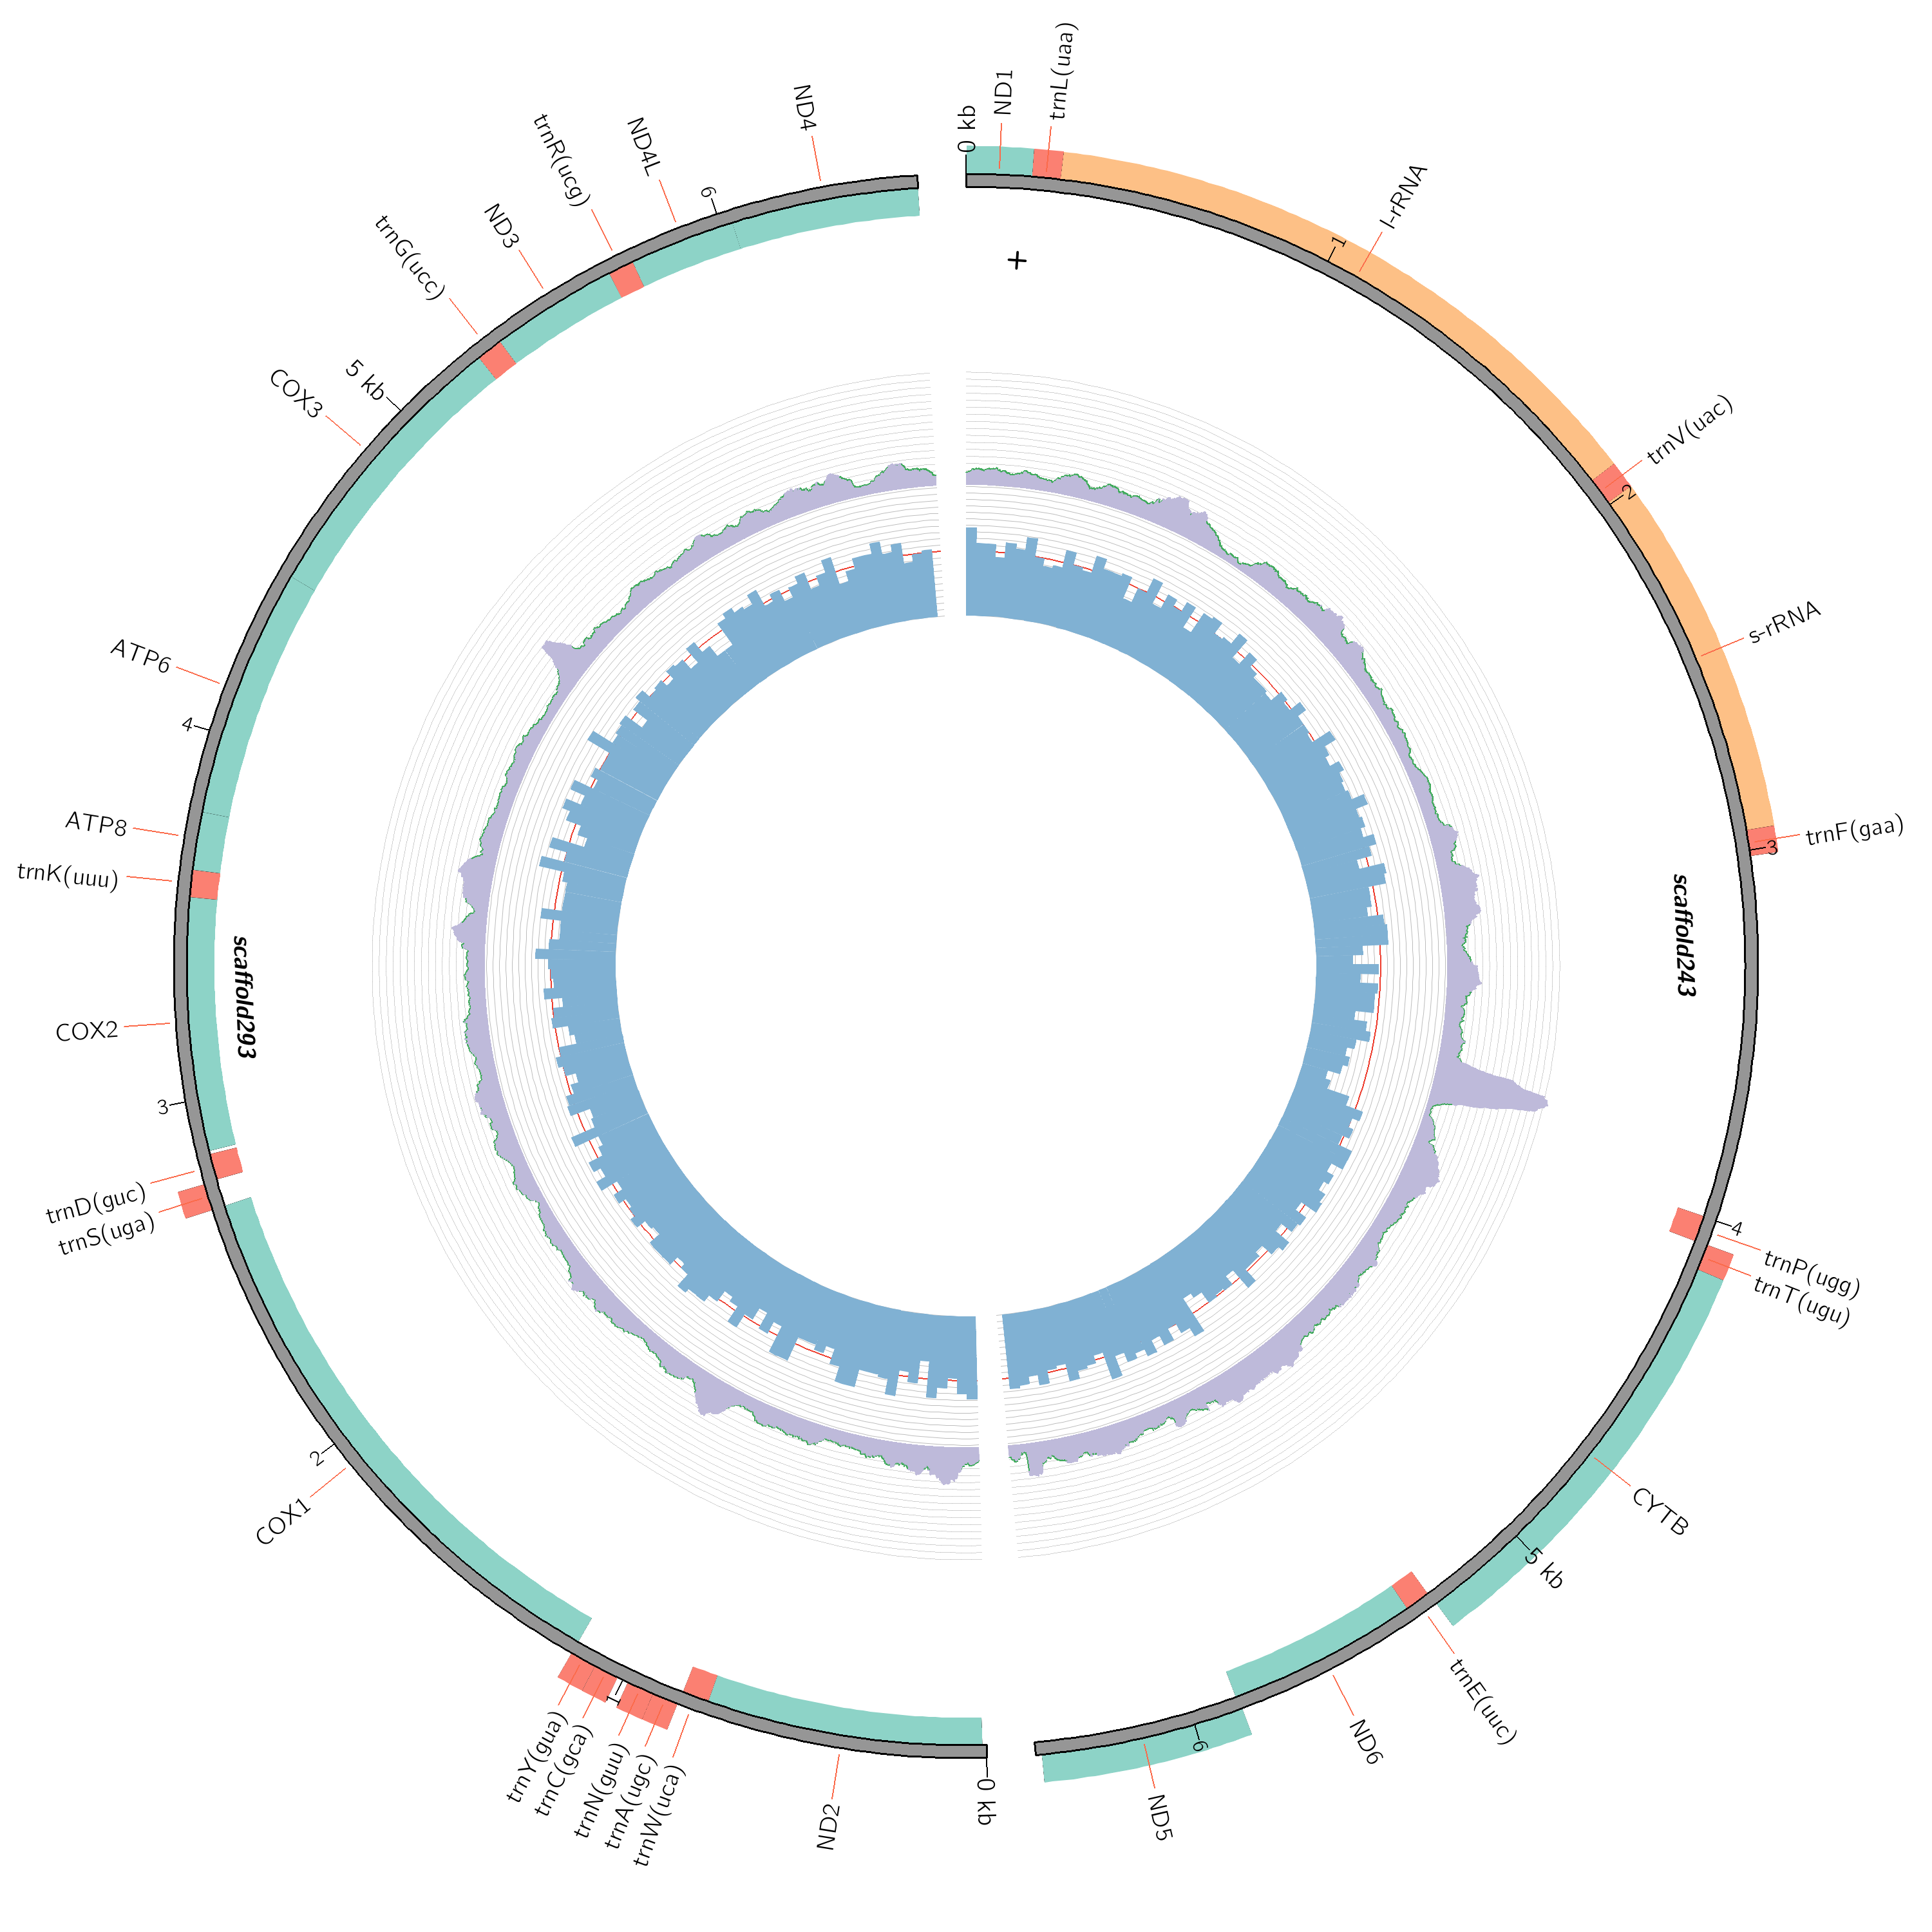 0 kb
ND1
trnL(uaa)
1
l-rRNA
trnV(uac)
2
s-rRNA
trnF(gaa)
3
scaffold243
4
trnP(ugg)
trnT(ugu)
CYTB
5 kb
trnE(uuc)
ND6
6
ND5
0 kb
ND2
trnW(uca)
trnA(ugc)
trnN(guu)
1
trnC(gca)
trnY(gua)
COX1
2
trnS(uga)
trnD(guc)
3
COX2
scaffold293
trnK(uuu)
ATP8
4
ATP6
COX3
5 kb
trnG(ucc)
ND3
trnR(ucg)
ND4L
6
ND4
+